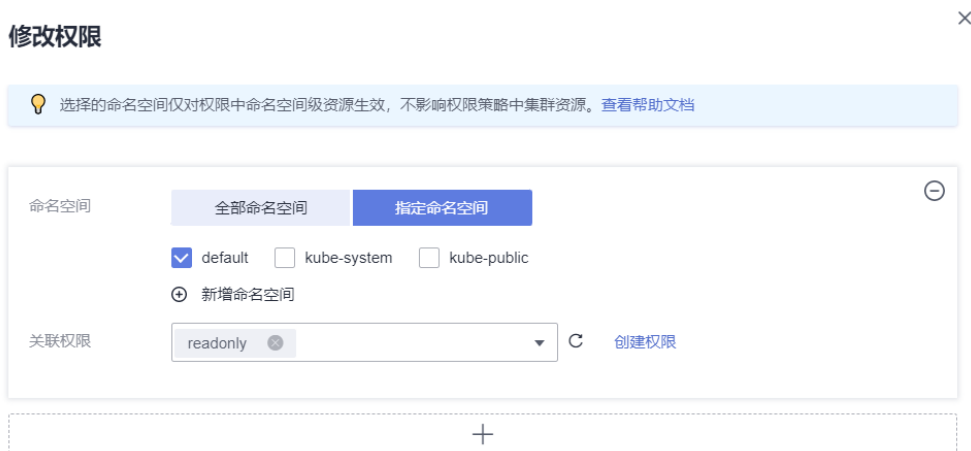 修改权限
选择的命名空间仅对权限中命名空间级资源生效，不影响权限策略中集群资源。查看帮助文档
命名空间 全部命名空间 指定命名空间
default kube-system kube-public
新增命名空间
关联权限 readonly 创建权限